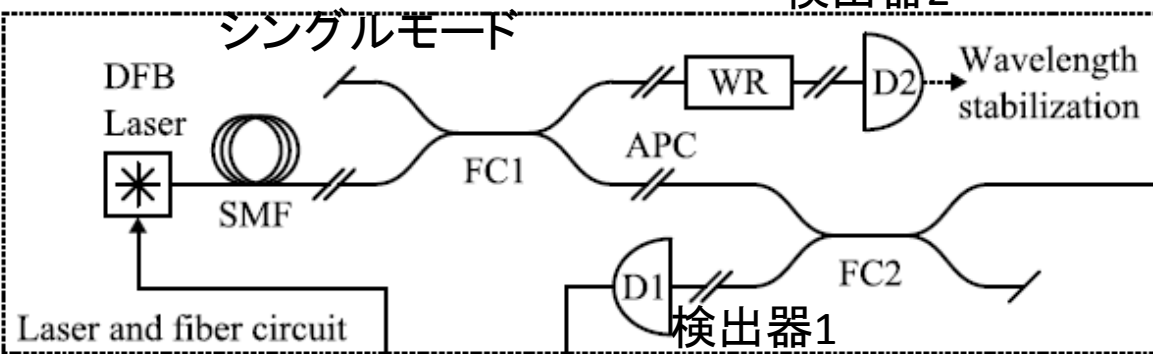 検出器2
シングルモード
DFB
Laser
SMF
FC1
WR
D2
Wavelength
stabilization
APC
FC2
D1
検出器1
Laser and fiber circuit